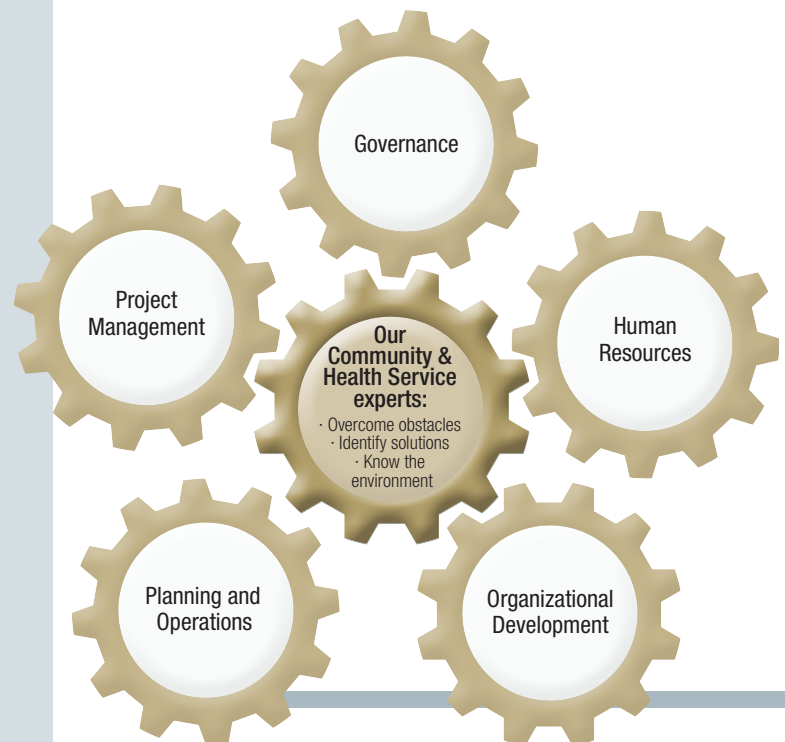 Governance
Project
Management
Human
Resources
Our
Community &
Health Service
experts:
· Overcome obstacles
· Identify solutions
· Know the
environment
Planning and
Operations
Organizational
Development